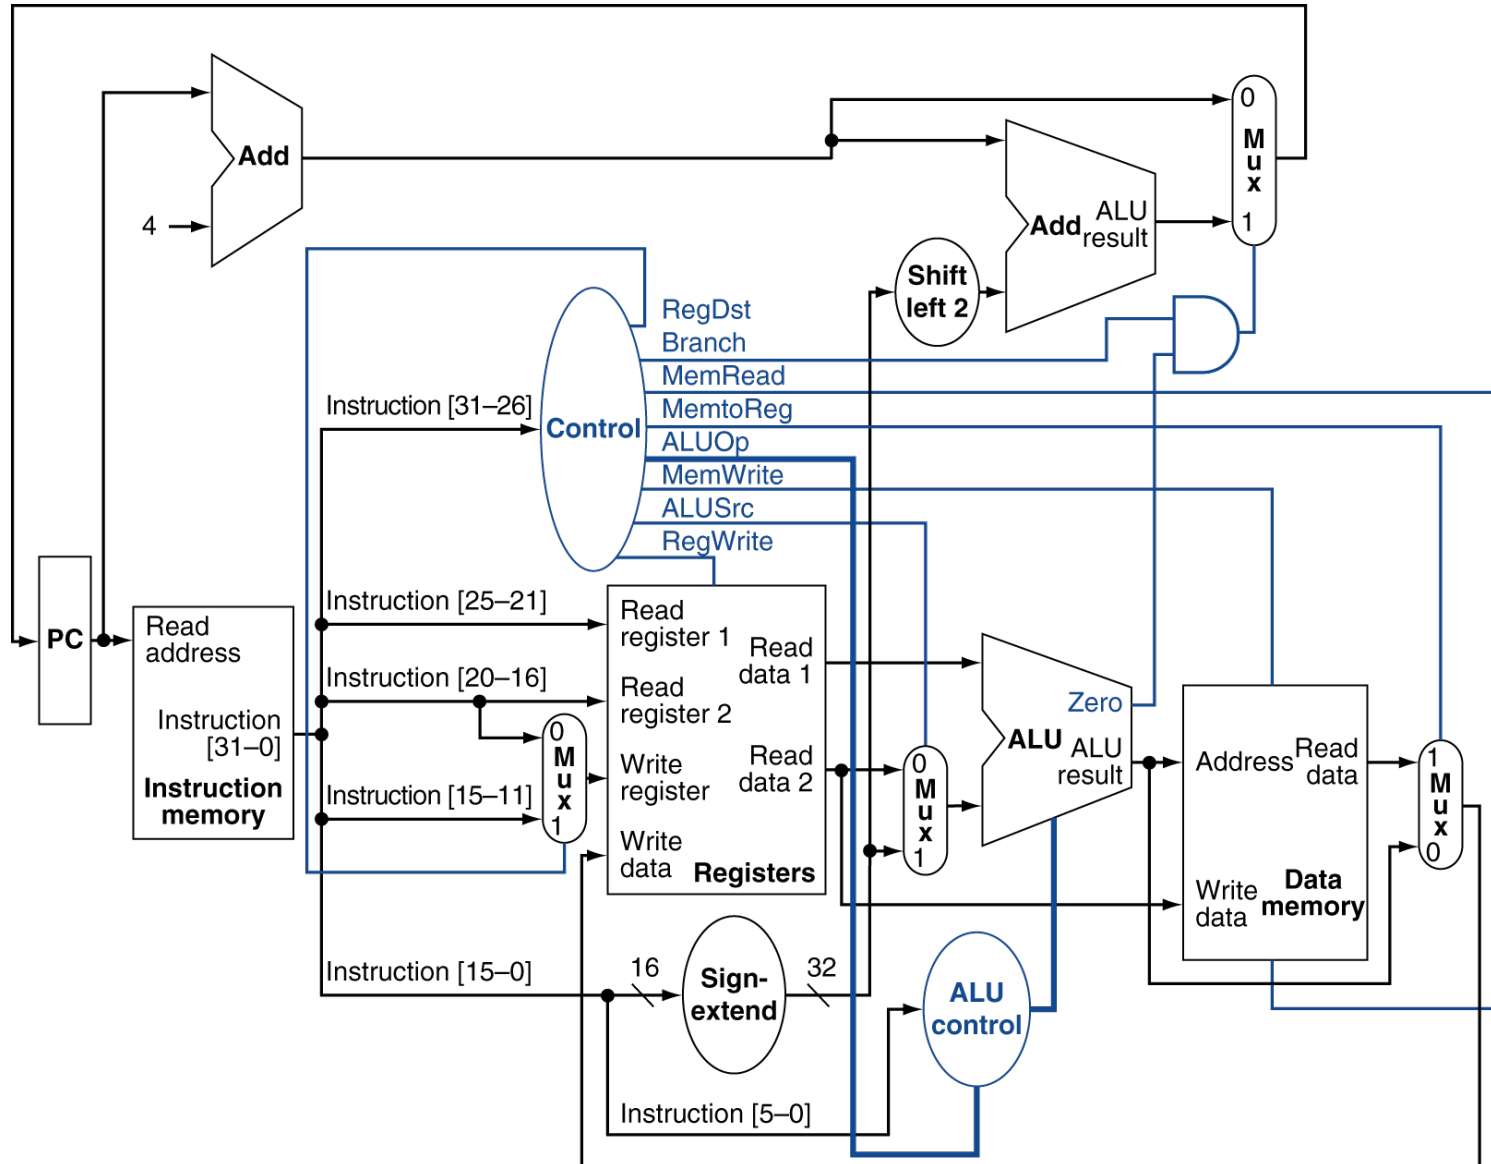 0
M
u
x
1
Add
4
Add
ALU
result
Shift
left 2
RegDst
Branch
MemRead
MemtoReg
ALUOp
MemWrite
ALUSrc
RegWrite
Control
Instruction [31–26]
Instruction [25–21]
Instruction [20–16]
Instruction [15–11]
Instruction [15–0]
Instruction [5–0]
PC
Read
address
Instruction
[31–0]
Instruction
memory
0
M
u
x
1
Read
register 1
Read
register 2
Write
register
Write
data
Read
data 1
Read
data 2
Registers
0
M
u
x
1
Zero
ALU
ALU
result
Address
Read
data
Write
data
Data
memory
1
M
u
x
0
16
Sign-
extend
32
ALU
control